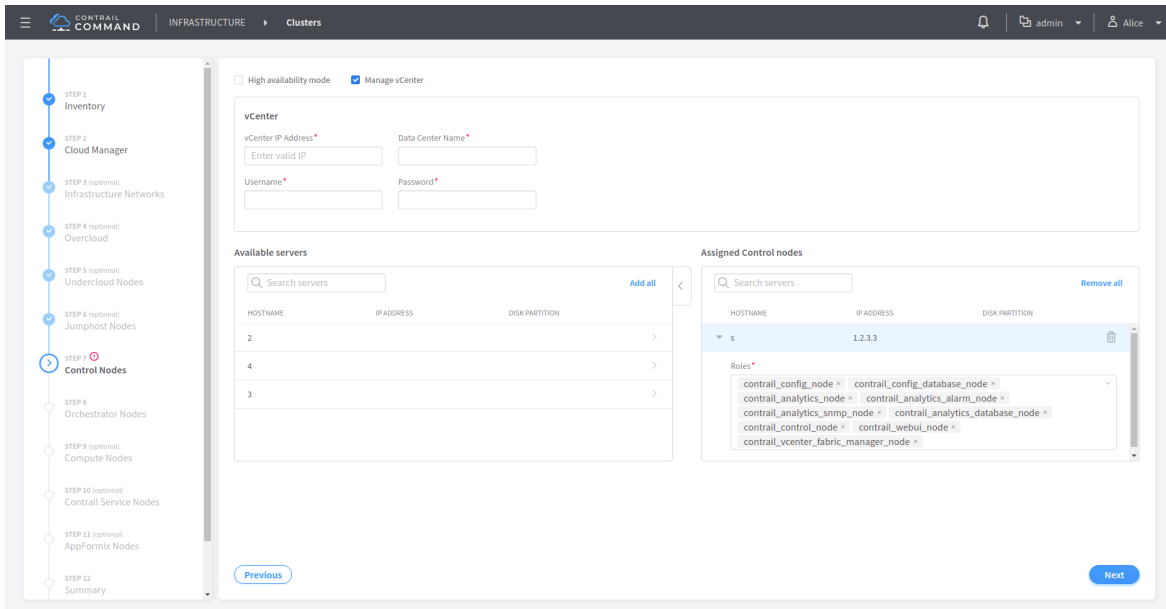 CONTRAIL
COMMAND
INFRASTRUCTURE
Clusters
admin
Alice
STEP 1
Inventory
STEP 2
Cloud Manager
STEP 3 (optional)
Infrastructure Networks
STEP 4 (optional)
Overcloud
STEP 5 (optional)
Undercloud Nodes
STEP 6 (optional)
Jumphost Nodes
STEP 7
Control Nodes
STEP 8
Orchestrator Nodes
STEP 9 (optional)
Compute Nodes
STEP 10 (optional)
Contrail Service Nodes
STEP 11 (optional)
AppFormix Nodes
STEP 12
Summary
High availability mode Manage vCenter
vCenter
vCenter IP Address* Data Center Name*
Enter valid IP
Username* Password*
Available servers
Search servers Add all
HOSTNAME IP ADDRESS DISK PARTITION
2
4
3
Assigned Control nodes
Search servers Remove all
HOSTNAME IP ADDRESS DISK PARTITION
s 1.2.3.3
Roles*
contrail_config_node × contrail_config_database_node ×
contrail_analytics_node × contrail_analytics_alarm_node ×
contrail_analytics_snmp_node × contrail_analytics_database_node ×
contrail_control_node × contrail_webui_node ×
contrail_vcenter_fabric_manager_node ×
Previous
Next